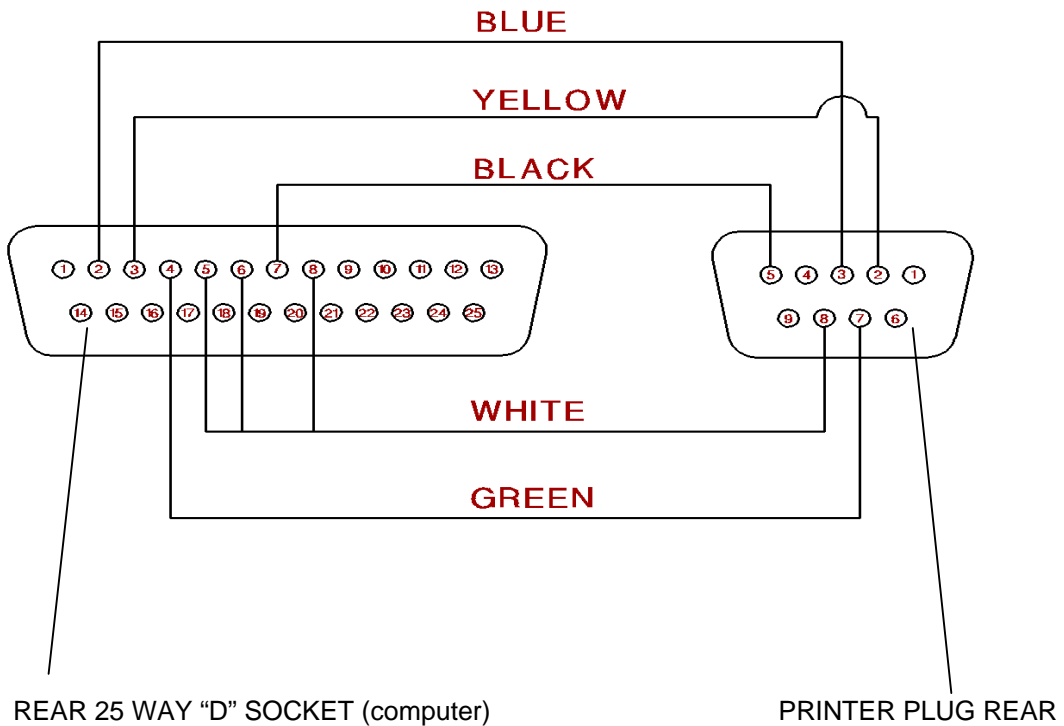 BLUE
YELLOW
BLACK
1 2 3 4 5 6 7 8 9 10 11 12 13
5 4 3 2 1
14 15 16 17 18 19 20 21 22 23 24 25
9 8 7 6
WHITE
GREEN
REAR 25 WAY “D” SOCKET (computer)
PRINTER PLUG REAR